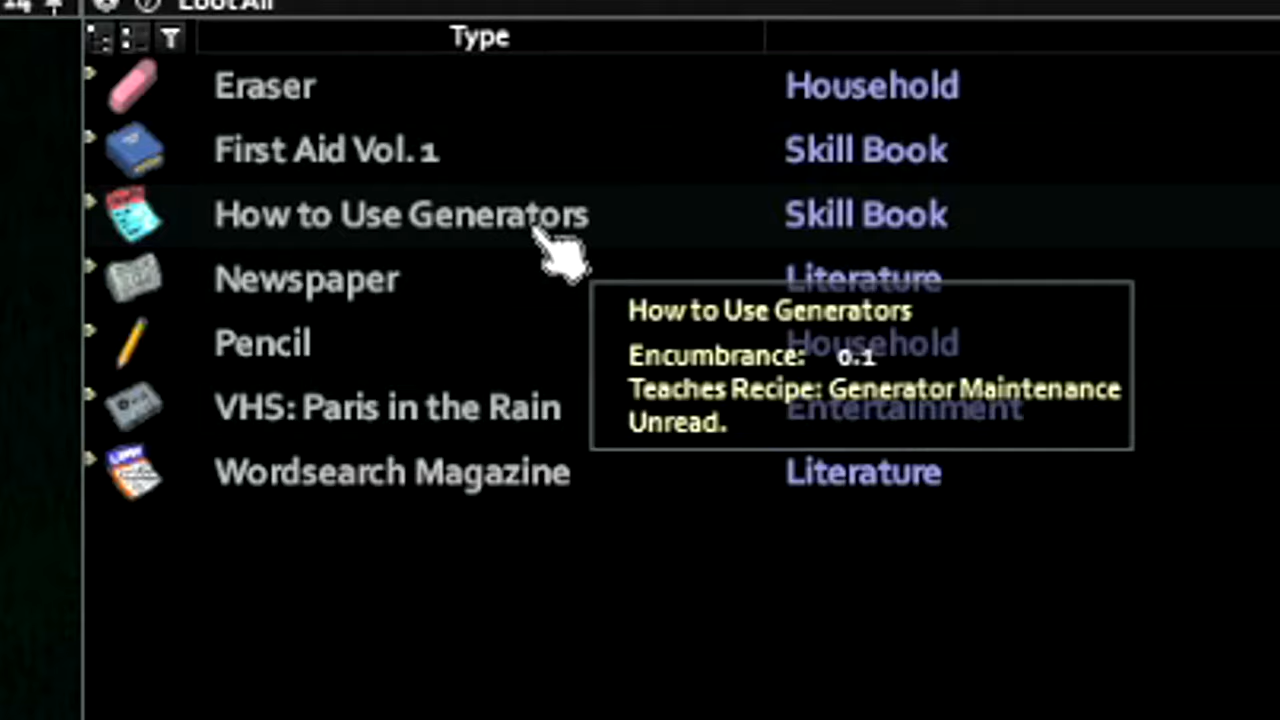 Loot All
Type
Eraser Household
First Aid Vol. 1 Skill Book
How to Use Generators Skill Book
Newspaper Literature
How to Use Generators
Pencil Household
Encumbrance: 0.1
Teaches Recipe: Generator Maintenance
VHS: Paris in the Rain Entertainment
Unread.
Wordsearch Magazine Literature